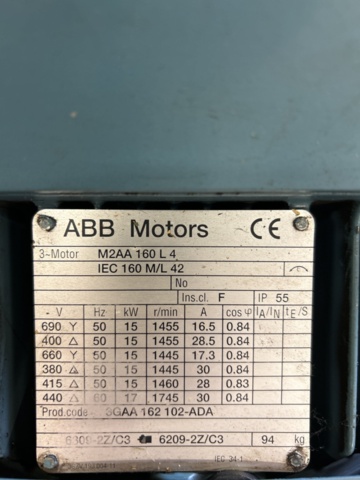 ABB Motors CE
3~Motor M2AA 160 L 4
IEC 160 M/L 42
No
Ins.cl. F IP 55
- V Hz kW r/min A cos φ IA/IN tE/S
690 Y 50 15 1455 16.5 0.84
400 △ 50 15 1455 28.5 0.84
660 Y 50 15 1445 17.3 0.84
380 △ 50 15 1445 30 0.84
415 △ 50 15 1460 28 0.83
440 △ 60 17 1745 30 0.84
Prod.code 3GAA 162 102-ADA
6309-2Z/C3 6209-2Z/C3 94 kg
IEC 34-1